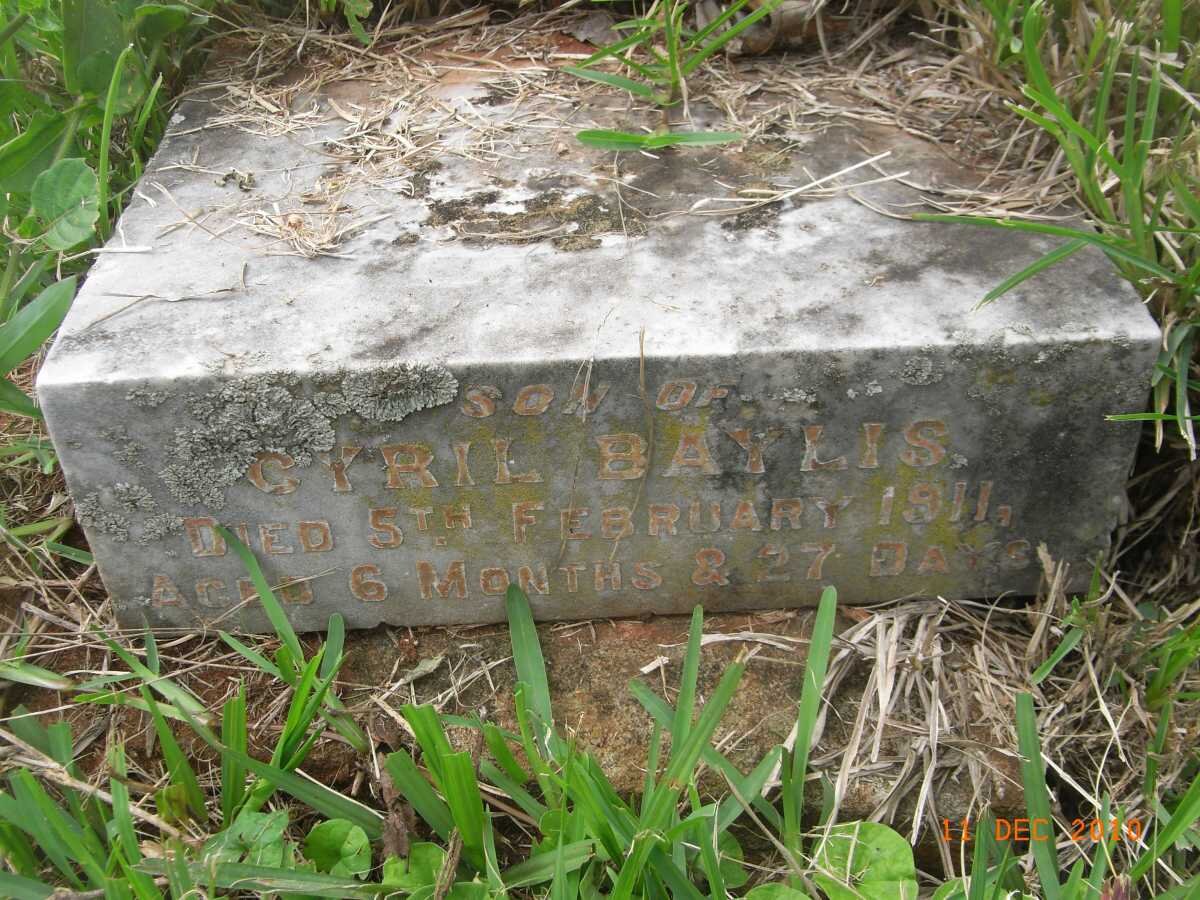 SON OF
CYRIL BAYLIS
DIED 5TH FEBRUARY 1911,
AGED 6 MONTHS & 27 DAYS
11 DEC 2010